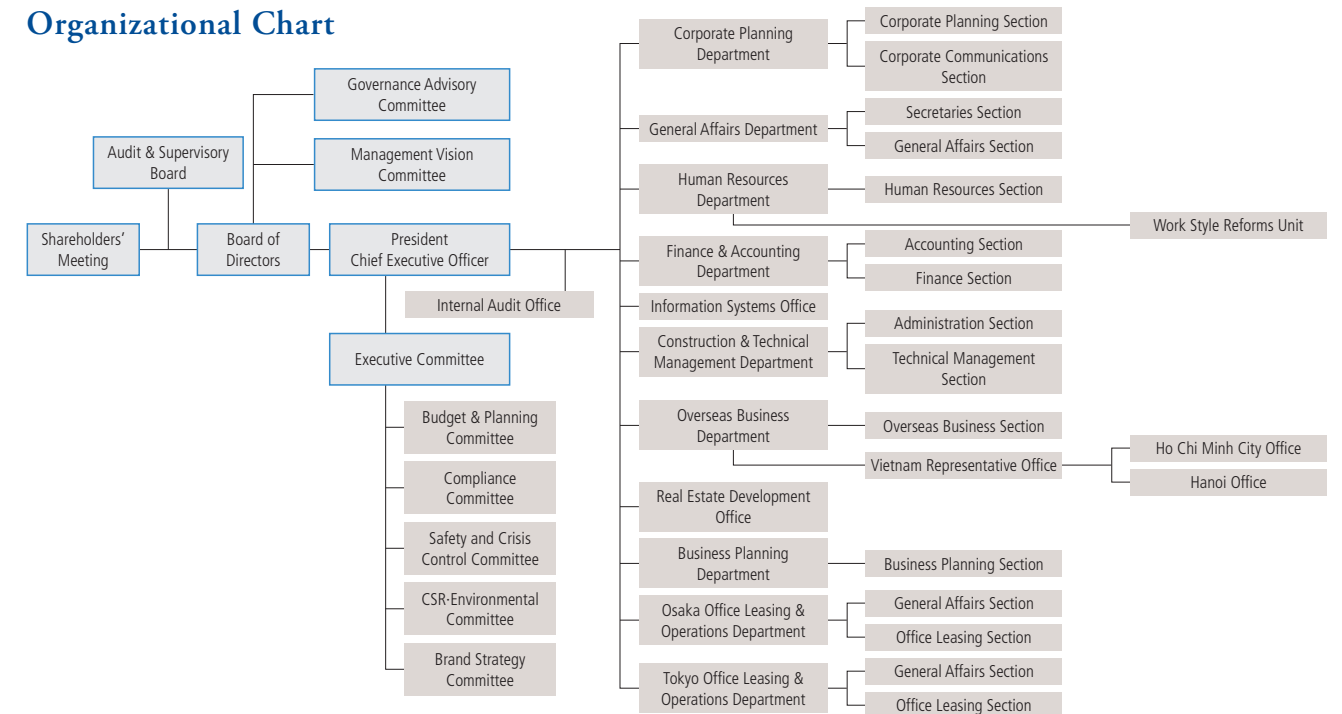 Organizational Chart
Governance Advisory
Committee
Audit & Supervisory
Board
Management Vision
Committee
Shareholders’
Meeting
Board of
Directors
President
Chief Executive Officer
Internal Audit Office
Executive Committee
Budget & Planning
Committee
Compliance
Committee
Safety and Crisis
Control Committee
CSR·Environmental
Committee
Brand Strategy
Committee
Corporate Planning
Department
Corporate Planning Section
Corporate Communications
Section
General Affairs Department
Secretaries Section
General Affairs Section
Human Resources
Department
Human Resources Section
Work Style Reforms Unit
Finance & Accounting
Department
Accounting Section
Finance Section
Information Systems Office
Construction & Technical
Management Department
Administration Section
Technical Management
Section
Overseas Business
Department
Overseas Business Section
Vietnam Representative Office
Ho Chi Minh City Office
Hanoi Office
Real Estate Development
Office
Business Planning
Department
Business Planning Section
Osaka Office Leasing &
Operations Department
General Affairs Section
Office Leasing Section
Tokyo Office Leasing &
Operations Department
General Affairs Section
Office Leasing Section